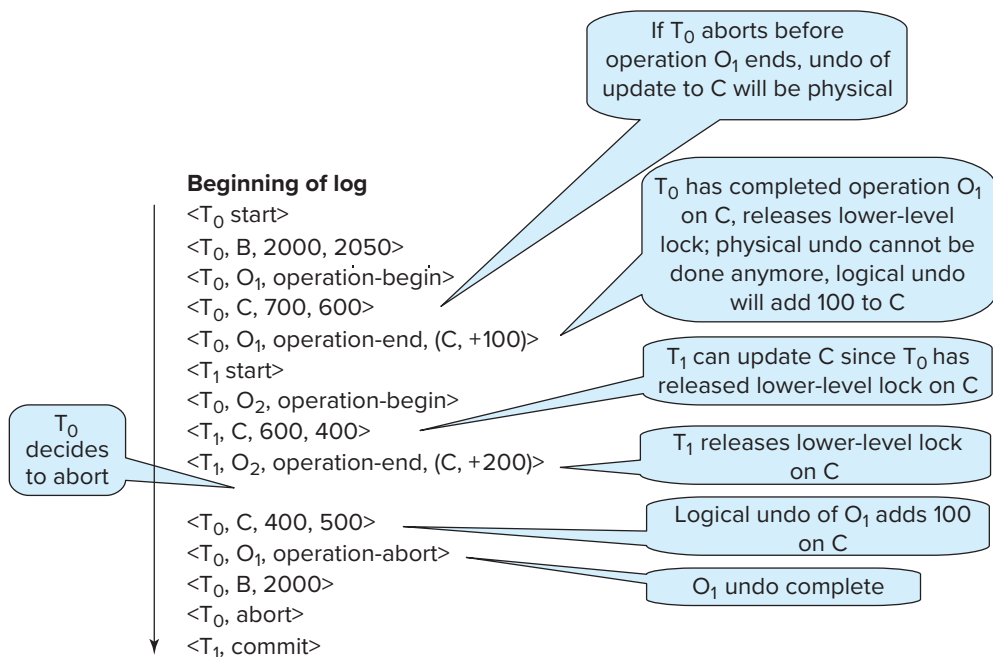 If T0 aborts before
operation O1 ends, undo of
update to C will be physical
Beginning of log
<T0 start>
<T0, B, 2000, 2050>
<T0, O1, operation-begin>
<T0, C, 700, 600>
<T0, O1, operation-end, (C, +100)>
<T1 start>
<T0, O2, operation-begin>
<T1, C, 600, 400>
<T1, O2, operation-end, (C, +200)>
T0 has completed operation O1
on C, releases lower-level
lock; physical undo cannot be
done anymore, logical undo
will add 100 to C
T1 can update C since T0 has
released lower-level lock on C
T1 releases lower-level lock
on C
T0
decides
to abort
<T0, C, 400, 500>
<T0, O1, operation-abort>
<T0, B, 2000>
<T0, abort>
<T1, commit>
Logical undo of O1 adds 100
on C
O1 undo complete